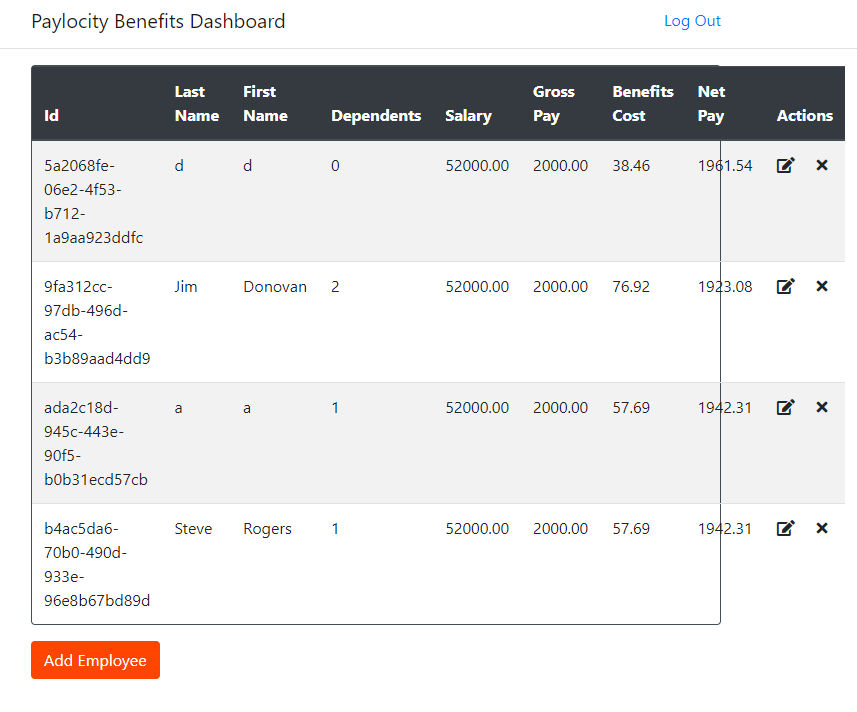 Paylocity Benefits Dashboard Log Out
Id Last Name First Name Dependents Salary Gross Pay Benefits Cost Net Pay Actions
5a2068fe- d d 0 52000.00 2000.00 38.46 1961.54
06e2-4f53-
b712-
1a9aa923ddfc
9fa312cc- Jim Donovan 2 52000.00 2000.00 76.92 1923.08
97db-496d-
ac54-
b3b89aad4dd9
ada2c18d- a a 1 52000.00 2000.00 57.69 1942.31
945c-443e-
90f5-
b0b31ecd57cb
b4ac5da6- Steve Rogers 1 52000.00 2000.00 57.69 1942.31
70b0-490d-
933e-
96e8b67bd89d
Add Employee